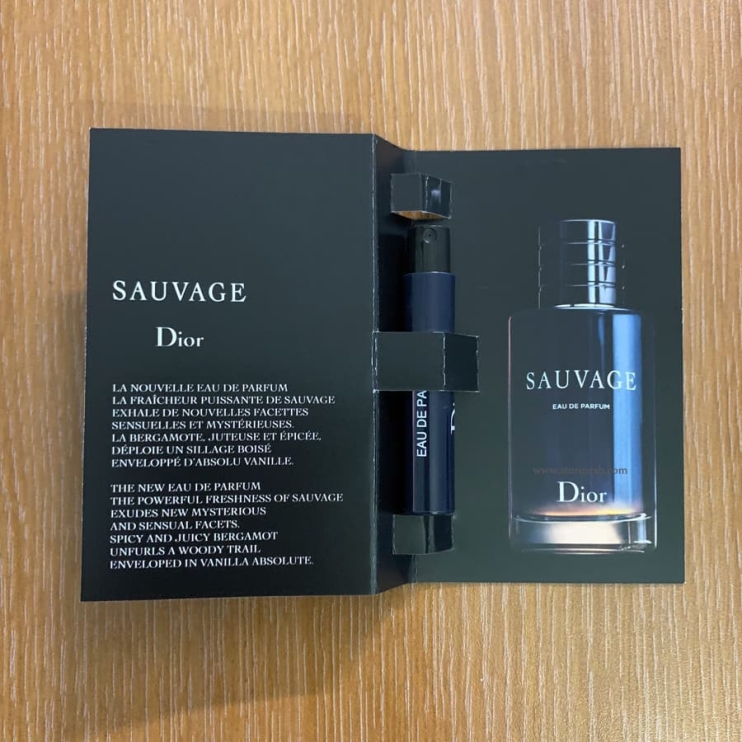 SAUVAGE
Dior
LA NOUVELLE EAU DE PARFUM
LA FRAÎCHEUR PUISSANTE DE SAUVAGE
EXHALE DE NOUVELLES FACETTES
SENSUELLES ET MYSTÉRIEUSES.
LA BERGAMOTE, JUTEUSE ET ÉPICÉE,
DÉPLOIE UN SILLAGE BOISÉ
ENVELOPPÉ D'ABSOLU VANILLE.
THE NEW EAU DE PARFUM
THE POWERFUL FRESHNESS OF SAUVAGE
EXUDES NEW MYSTERIOUS
AND SENSUAL FACETS.
SPICY AND JUICY BERGAMOT
UNFURLS A WOODY TRAIL
ENVELOPED IN VANILLA ABSOLUTE.
EAU DE PA
SAUVAGE
EAU DE PARFUM
Dior